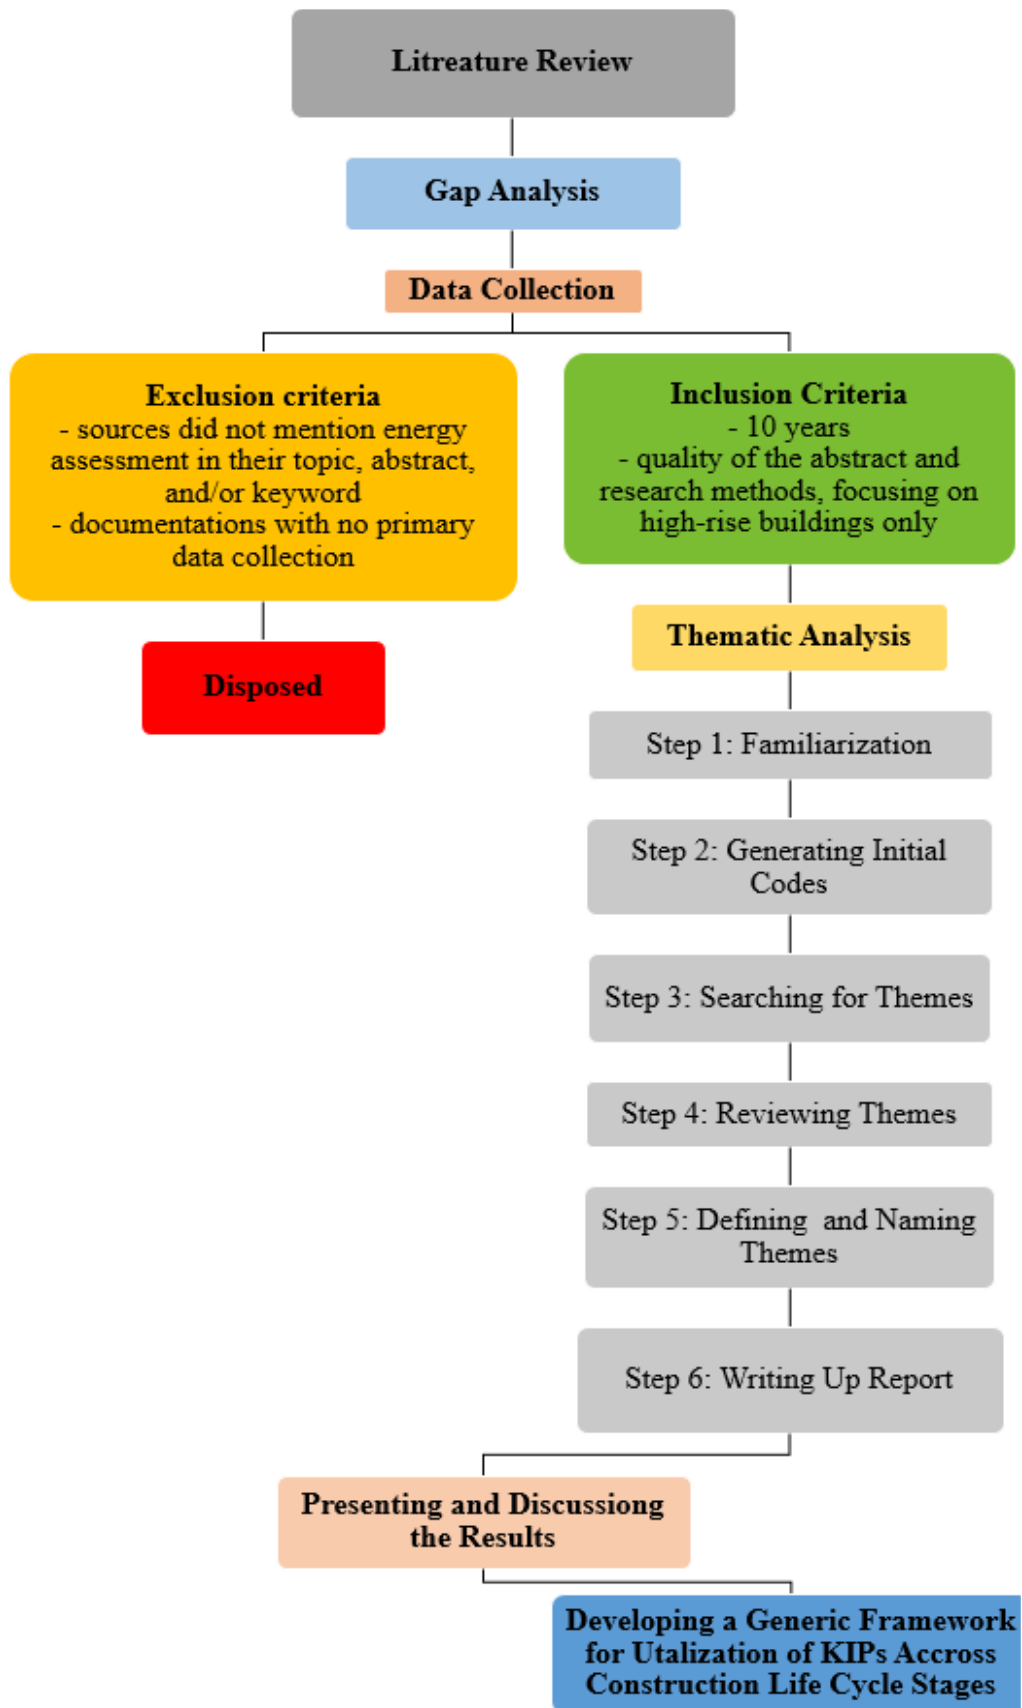 Litreature Review
Gap Analysis
Data Collection
Exclusion criteria
- sources did not mention energy
assessment in their topic, abstract,
and/or keyword
- documentations with no primary
data collection
Inclusion Criteria
- 10 years
- quality of the abstract and
research methods, focusing on
high-rise buildings only
Disposed
Thematic Analysis
Step 1: Familiarization
Step 2: Generating Initial
Codes
Step 3: Searching for Themes
Step 4: Reviewing Themes
Step 5: Defining  and Naming
Themes
Step 6: Writing Up Report
Presenting and Discussiong
the Results
Developing a Generic Framework
for Utalization of KIPs Accross
Construction Life Cycle Stages